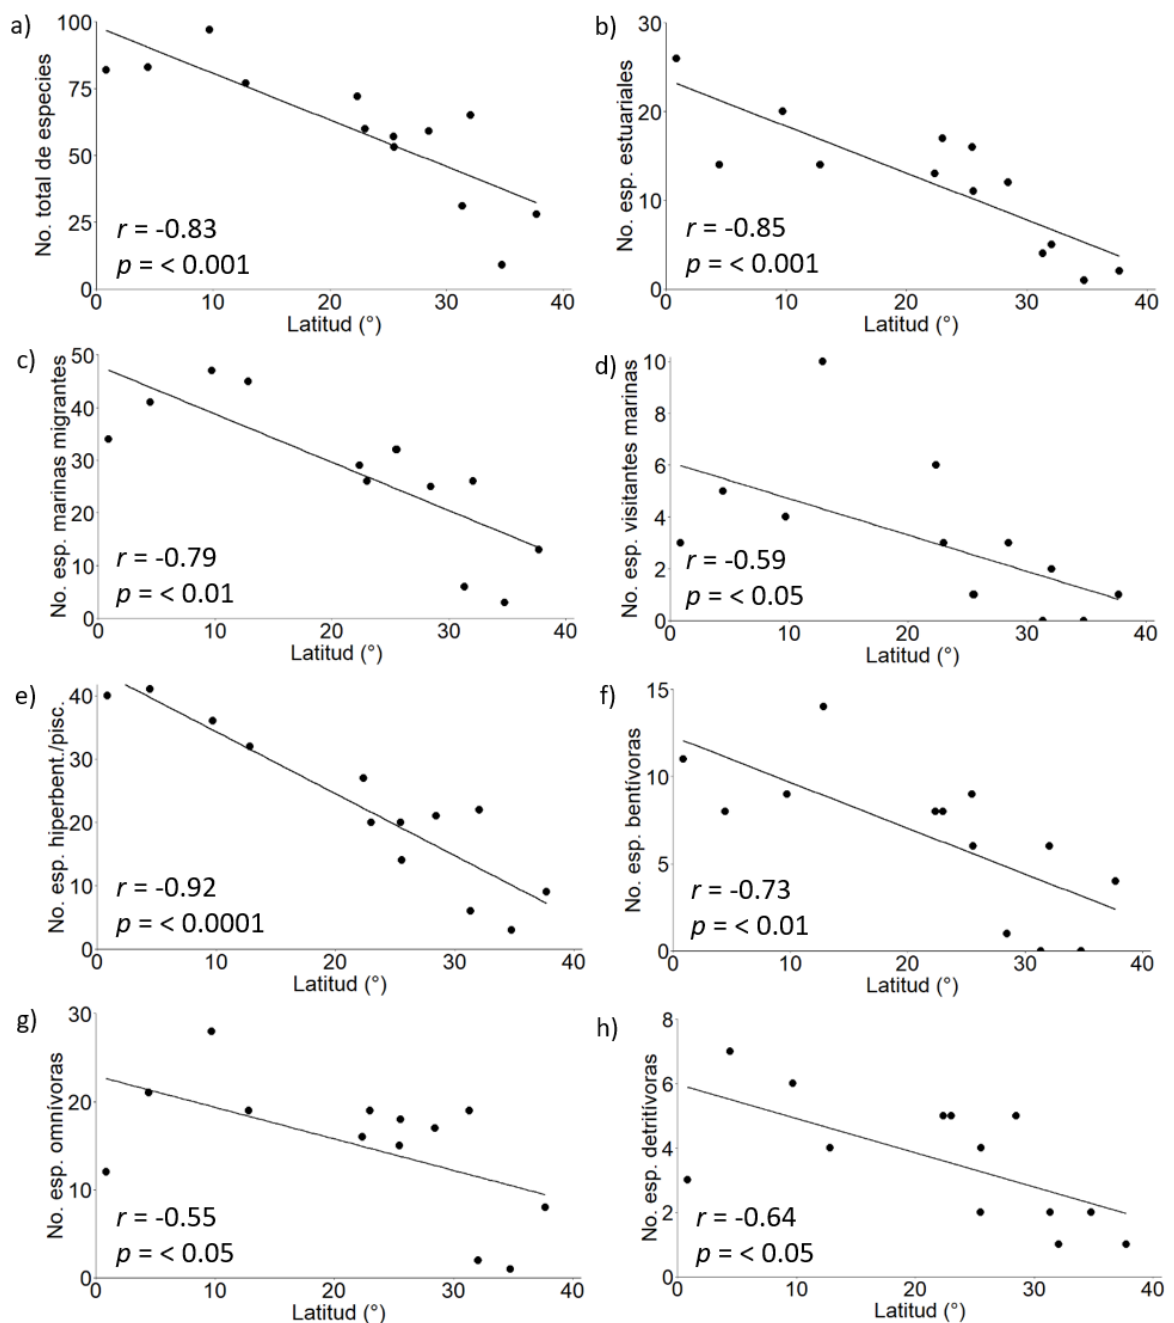 a)
No. total de especies
100
75
50
25
0
r = -0.83
p = < 0.001
0 10 20 30 40
Latitud (°)
b)
No. esp. estuariales
30
20
10
0
r = -0.85
p = < 0.001
0 10 20 30 40
Latitud (°)
c)
No. esp. marinas migrantes
50
40
30
20
10
0
r = -0.79
p = < 0.01
0 10 20 30 40
Latitud (°)
d)
No. esp. visitantes marinas
10
8
6
4
2
0
r = -0.59
p = < 0.05
0 10 20 30 40
Latitud (°)
e)
No. esp. hiperbent./pisc.
40
30
20
10
0
r = -0.92
p = < 0.0001
0 10 20 30 40
Latitud (°)
f)
No. esp. bentívoras
15
10
5
0
r = -0.73
p = < 0.01
0 10 20 30 40
Latitud (°)
g)
No. esp. omnívoras
30
20
10
0
r = -0.55
p = < 0.05
0 10 20 30 40
Latitud (°)
h)
No. esp. detritívoras
8
6
4
2
0
r = -0.64
p = < 0.05
0 10 20 30 40
Latitud (°)